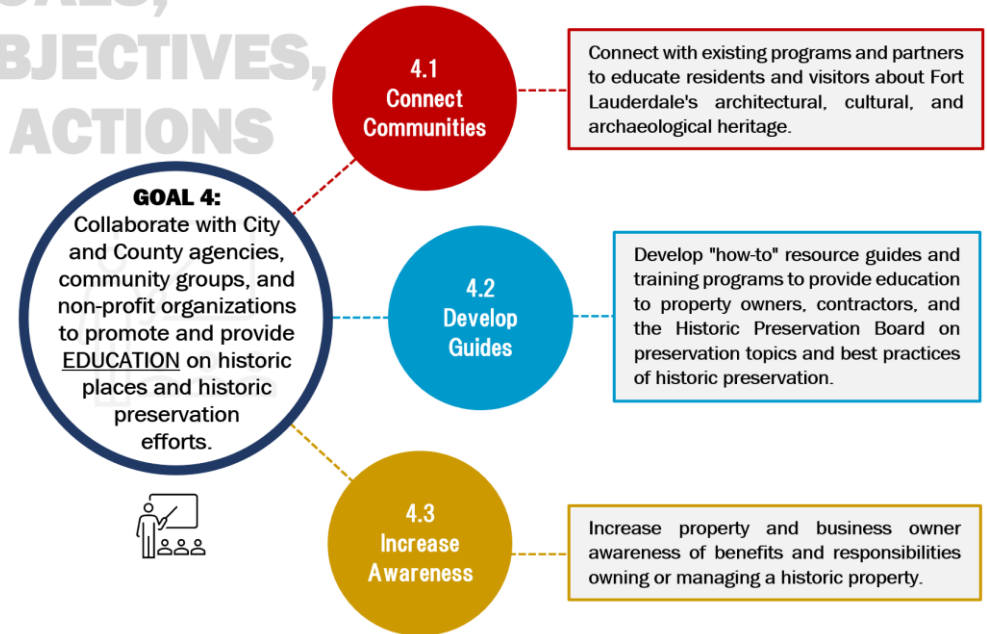 OALS,
BJECTIVES,
ACTIONS
GOAL 4:
Collaborate with City
and County agencies,
community groups, and
non-profit organizations
to promote and provide
EDUCATION on historic
places and historic
preservation
efforts.
4.1
Connect
Communities
Connect with existing programs and partners
to educate residents and visitors about Fort
Lauderdale's architectural, cultural, and
archaeological heritage.
4.2
Develop
Guides
Develop "how-to" resource guides and
training programs to provide education
to property owners, contractors, and
the Historic Preservation Board on
preservation topics and best practices
of historic preservation.
4.3
Increase
Awareness
Increase property and business owner
awareness of benefits and responsibilities
owning or managing a historic property.